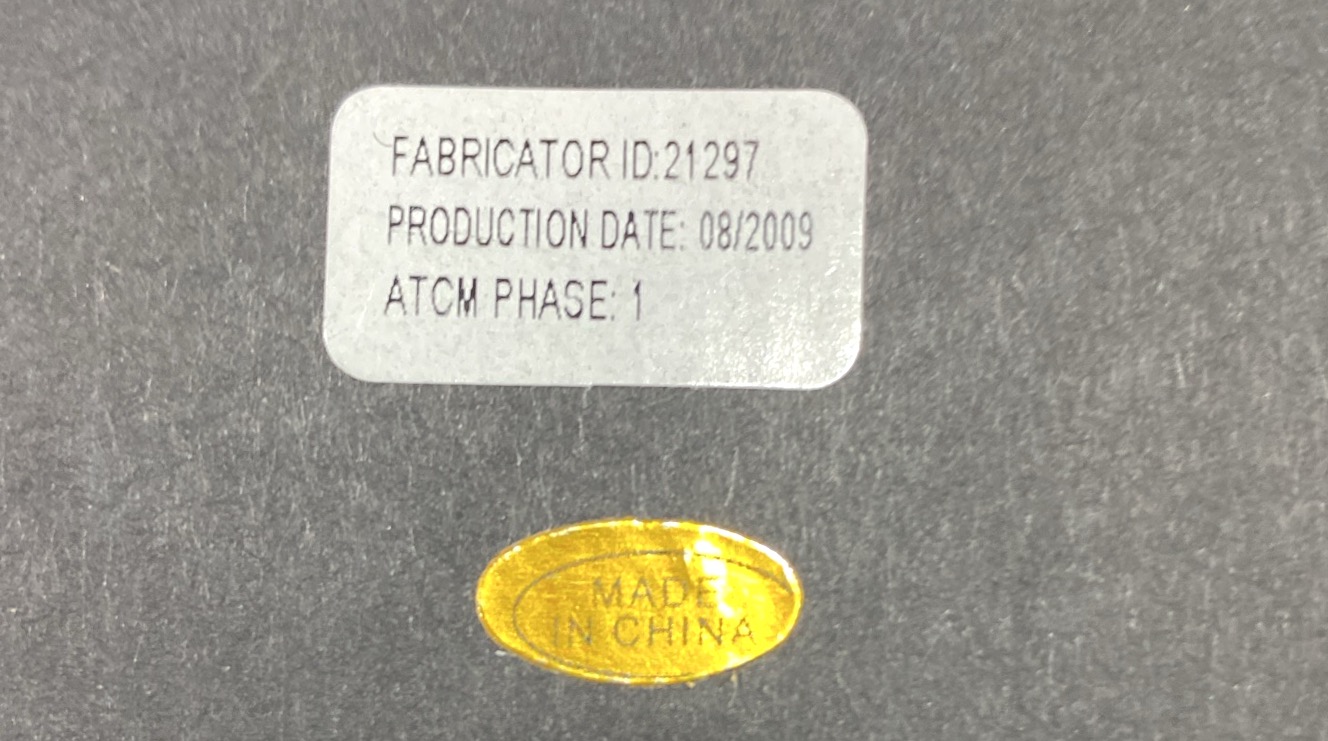 FABRICATOR ID:21297
PRODUCTION DATE: 08/2009
ATCM PHASE: 1
MADE
IN CHINA